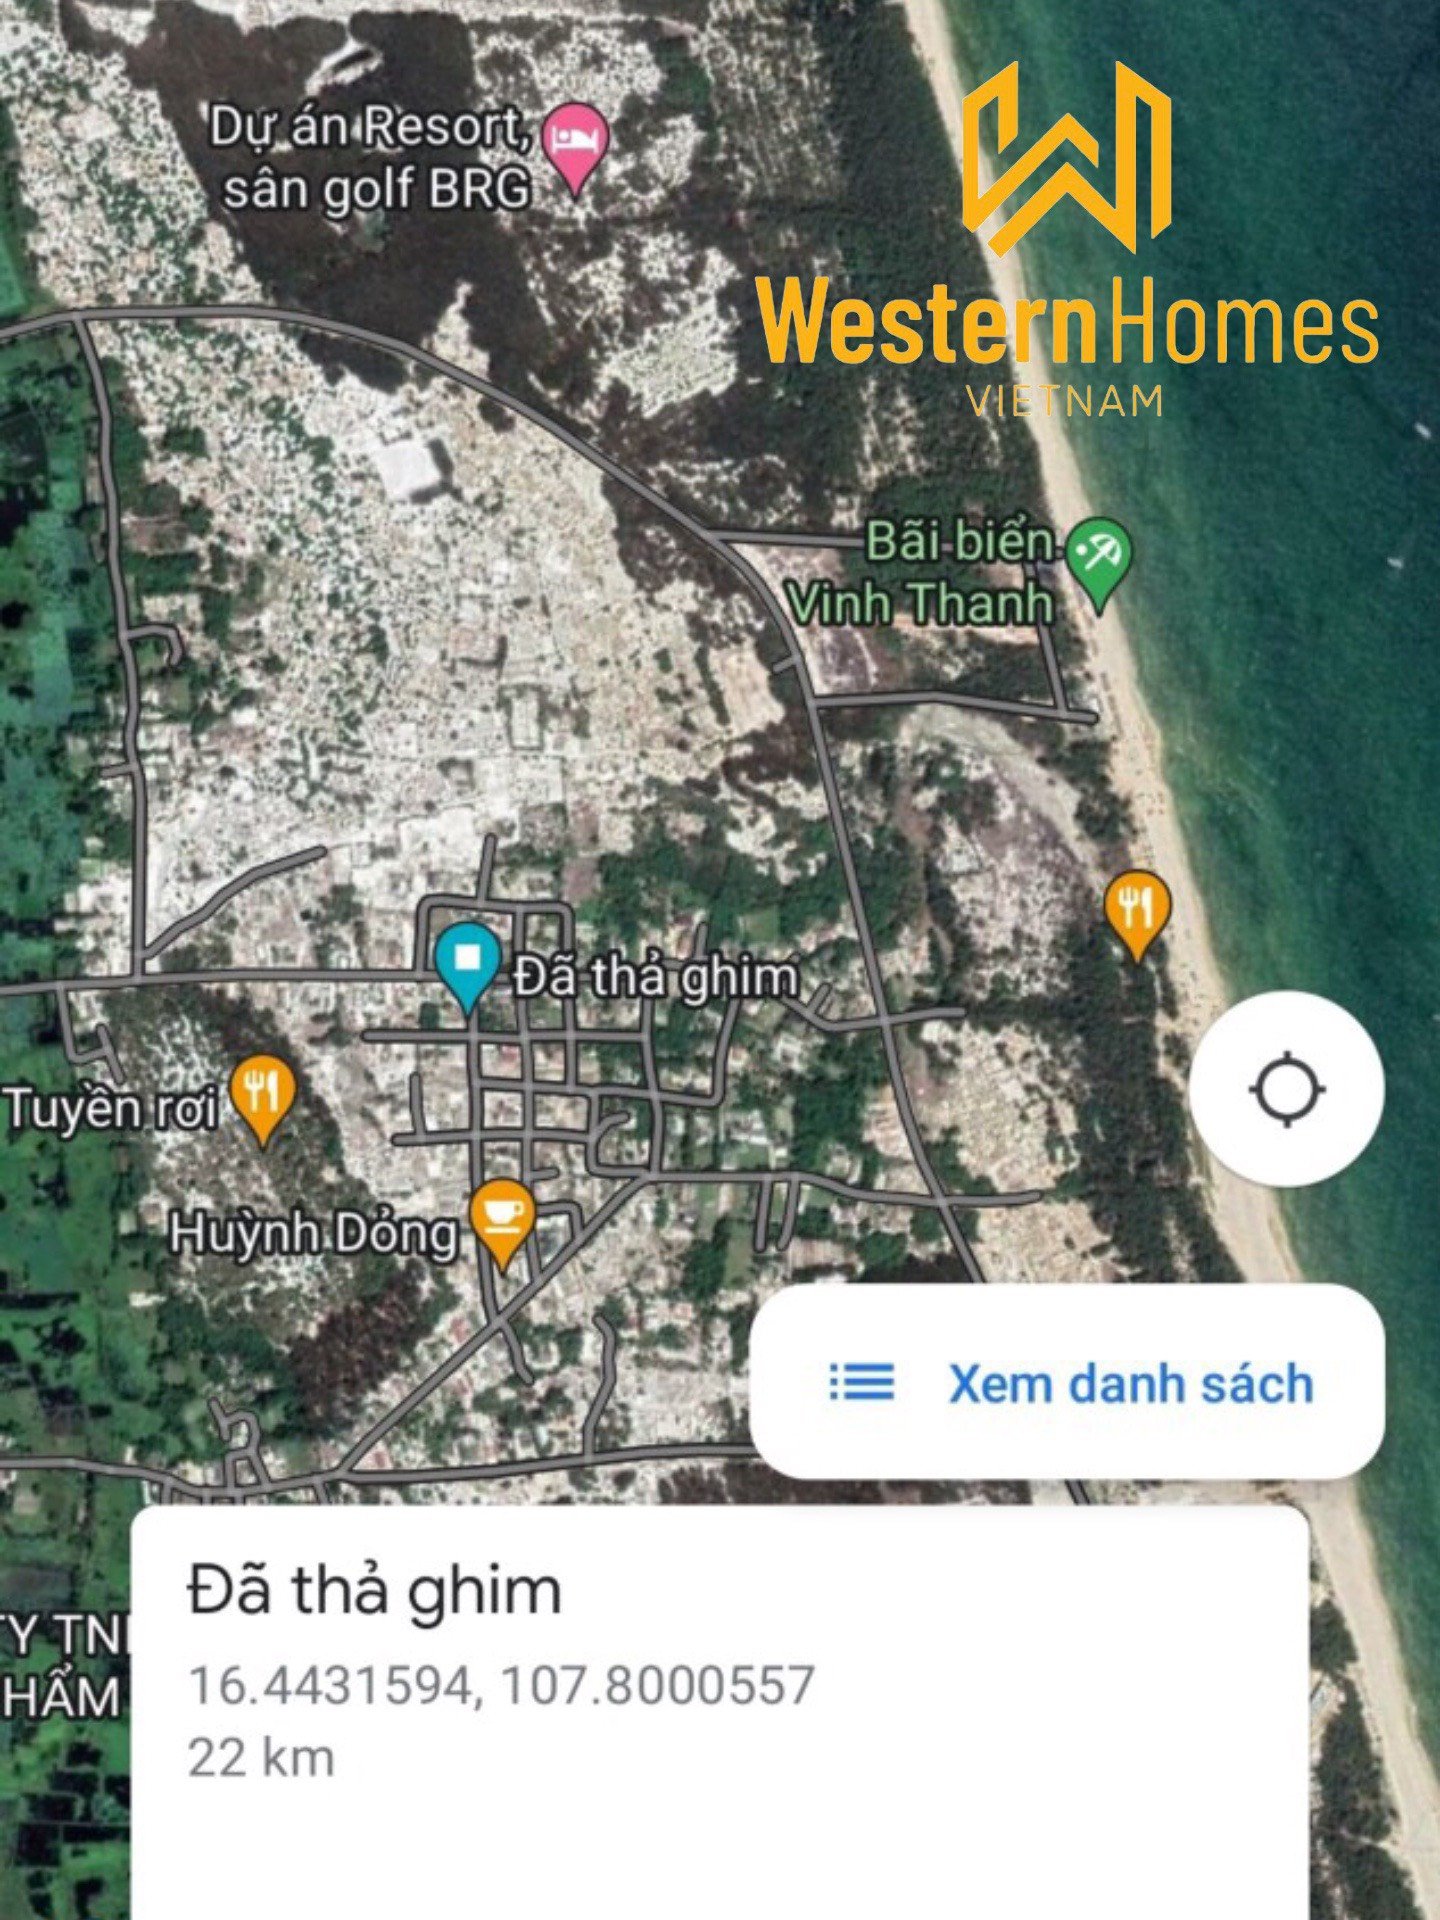 Dự án Resort,
sân golf BRG
WesternHomes
VIETNAM
Bãi biển
Vinh Thanh
Đã thả ghim
Tuyền rơi
Huỳnh Dỏng
Xem danh sách
Đã thả ghim
16.4431594, 107.8000557
22 km
TY TN
HẨM